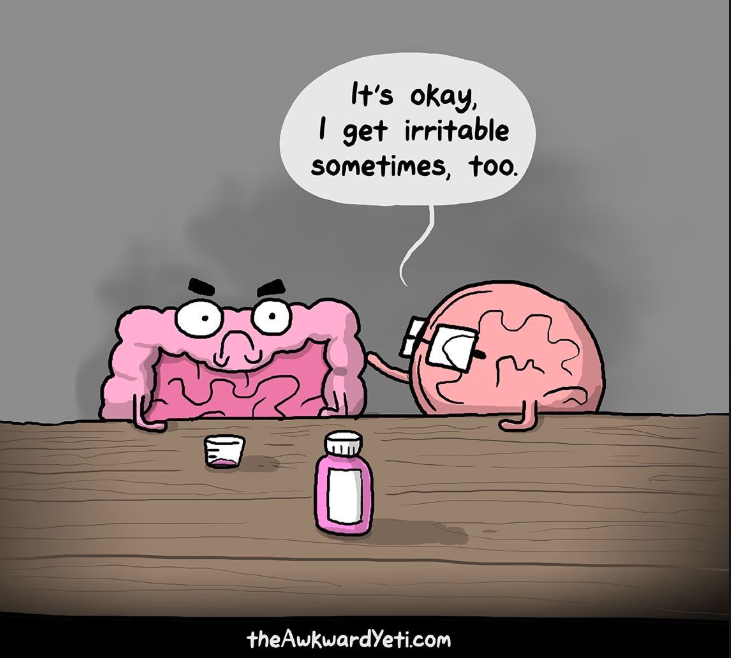 It's okay,
I get irritable
sometimes, too.
theAwkwardYeti.com